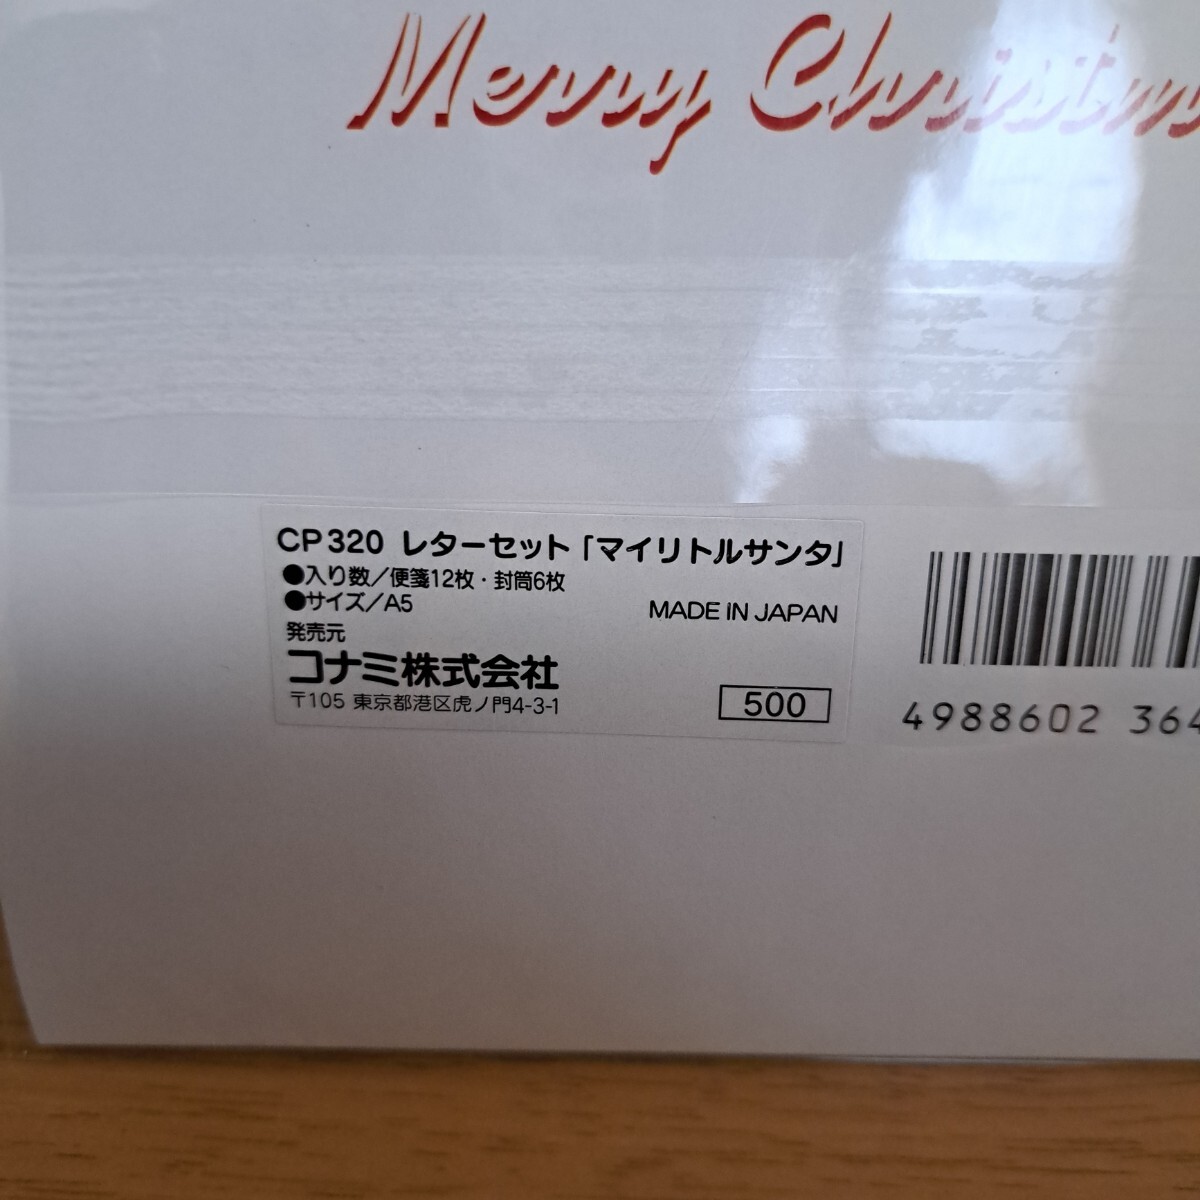 Merry Christm
CP320 レターセット「マイリトルサンタ」
●入り数/便箋12枚・封筒6枚
●サイズ/A5
MADE IN JAPAN
発売元
コナミ株式会社
〒105 東京都港区虎ノ門4-3-1
500
4988602 364